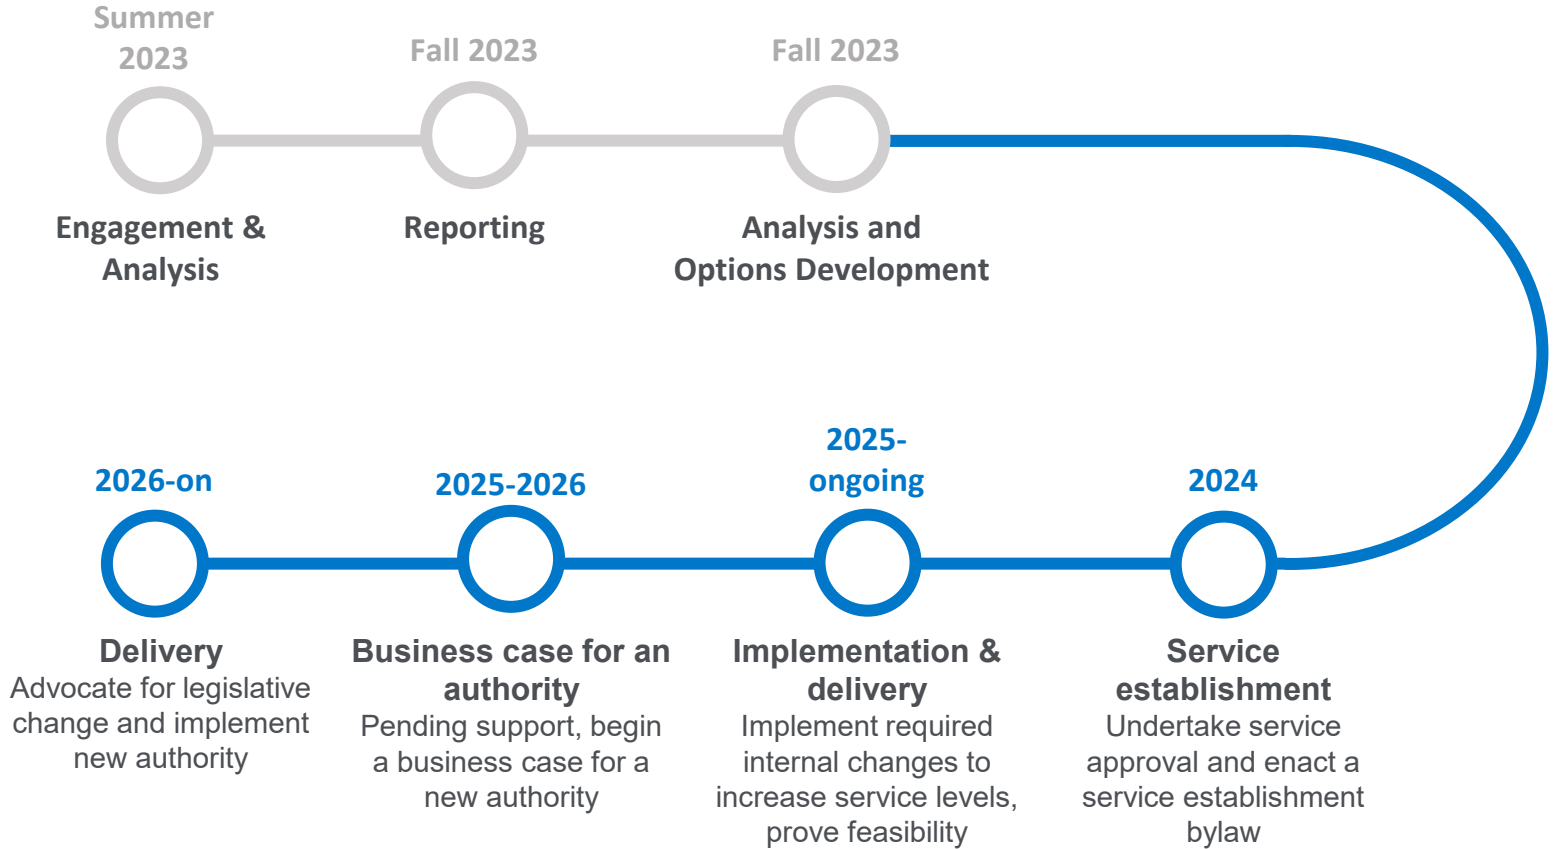 Summer
2023
Fall 2023
Fall 2023
Engagement &
Analysis
Reporting
Analysis and
Options Development
2026-on
2025-2026
2025-
ongoing
2024
Delivery
Advocate for legislative
change and implement
new authority
Business case for an
authority
Pending support, begin
a business case for a
new authority
Implementation &
delivery
Implement required
internal changes to
increase service levels,
prove feasibility
Service
establishment
Undertake service
approval and enact a
service establishment
bylaw